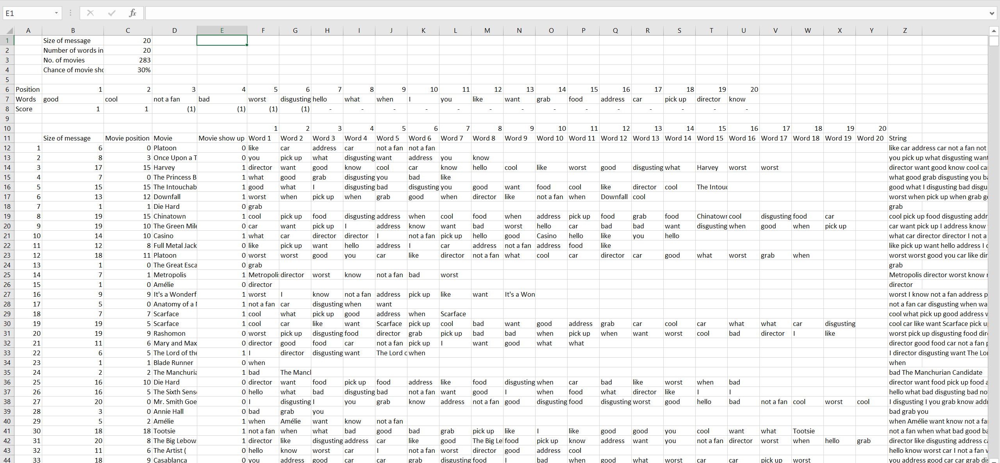 E1 fx
A B C D E F G H I J K L M N O P Q R S T U V W X Y Z
1 Size of message 20
2 Number of words in 20
3 No. of movies 283
4 Chance of movie sho 30%
5
6 Position 1 2 3 4 5 6 7 8 9 10 11 12 13 14 15 16 17 18 19 20
7 Words good cool not a fan bad worst disgusting hello what when I you like want grab food address car pick up director know
8 Score 1 1 (1) (1) (1) (1) - - - - - - - - - - - - - -
9
10 1 2 3 4 5 6 7 8 9 10 11 12 13 14 15 16 17 18 19 20
11 Size of message Movie position Movie Movie show up Word 1 Word 2 Word 3 Word 4 Word 5 Word 6 Word 7 Word 8 Word 9 Word 10 Word 11 Word 12 Word 13 Word 14 Word 15 Word 16 Word 17 Word 18 Word 19 Word 20 String
12 1 6 0 Platoon 0 like car address car not a fan not a fan like car address car not a fan not
13 2 8 3 Once Upon a T 0 you pick up what disgusting want address you know you pick up what disgusting want
14 3 17 15 Harvey 1 director want good know cool car know hello cool like worst good disgusting what Harvey worst worst director want good know cool ca
15 4 7 0 The Princess B 1 what good grab disgusting you bad like what good grab disgusting you ba
16 5 15 15 The Intouchab 1 good what I disgusting bad disgusting you good want food cool like director cool The Intouc good what I disgusting bad disgu
17 6 13 12 Downfall 1 worst when pick up when grab good when director like not a fan when Downfall cool worst when pick up when grab go
18 7 1 1 Die Hard 0 grab grab
19 8 19 15 Chinatown 1 cool pick up food disgusting address when cool food when address pick up food grab food Chinatown cool disgusting food car cool pick up food disgusting addr
20 9 19 10 The Green Mile 0 car want pick up I address know want bad worst hello car bad bad want disgusting when good when pick up car want pick up I address know
21 10 14 10 Casino 1 what car director director I not a fan pick up hello good Casino hello like you hello what car director director I not a
22 11 12 8 Full Metal Jack 0 like pick up want hello address I car address not a fan address food like like pick up want hello address I c
23 12 18 11 Platoon 0 worst worst good you car like director not a fan what cool car director car good what worst grab when worst worst good you car like dir
24 13 1 0 The Great Esca 0 grab grab
25 14 7 1 Metropolis 1 Metropolis director worst know not a fan bad worst Metropolis director worst know n
26 15 1 0 Amélie 0 director director
27 16 9 9 It's a Wonderf 1 worst I know not a fan address pick up like want It's a Won worst I know not a fan address p
28 17 5 0 Anatomy of a M 1 not a fan car disgusting when want not a fan car disgusting when wa
29 18 7 7 Scarface 1 cool what pick up good address when Scarface cool what pick up good address w
30 19 19 5 Scarface 1 cool car like want Scarface pick up cool bad want good address grab car cool car what what car disgusting cool car like want Scarface pick u
31 20 19 9 Rashomon 0 worst pick up disgusting food director grab pick up bad bad when pick up when want worst cool bad director I like worst pick up disgusting food dire
32 21 11 6 Mary and Max 0 director good food car not a fan pick up I want good what what director good food car not a fan p
33 22 6 5 The Lord of the 1 I director disgusting want The Lord o when I director disgusting want The Lor
34 23 1 1 Blade Runner 0 when when
35 24 2 2 The Manchuria 1 bad The Mancl bad The Manchurian Candidate
36 25 16 10 Die Hard 0 director want food pick up food address like food disgusting when car bad like worst when bad director want food pick up food a
37 26 16 5 The Sixth Sens 0 hello what bad disgusting bad not a fan want good I when food what director like I I hello what bad disgusting bad no
38 27 20 0 Mr. Smith Goe 0 I disgusting I you grab know address not a fan good disgusting food disgusting worst good hello bad not a fan cool worst cool I disgusting I you grab know addr
39 28 3 0 Annie Hall 0 bad grab you bad grab you
40 29 5 2 Amélie 1 when Amélie want know not a fan when Amélie want know not a fa
41 30 18 18 Tootsie 1 not a fan when what bad good bad grab pick up like I like good good you cool want what Tootsie not a fan when what bad good ba
42 31 20 8 The Big Lebow 1 director like disgusting address car like good The Big Le food pick up know address want you not a fan director worst when hello grab director like disgusting address ca
43 32 11 6 The Artist ( 0 hello know worst car I not a fan worst director good address cool hello know worst car I not a fan w
44 33 18 9 Casablanca 0 you address good car car grab disgusting food I bad when good what worst car car pick up worst you address good car car grab dis